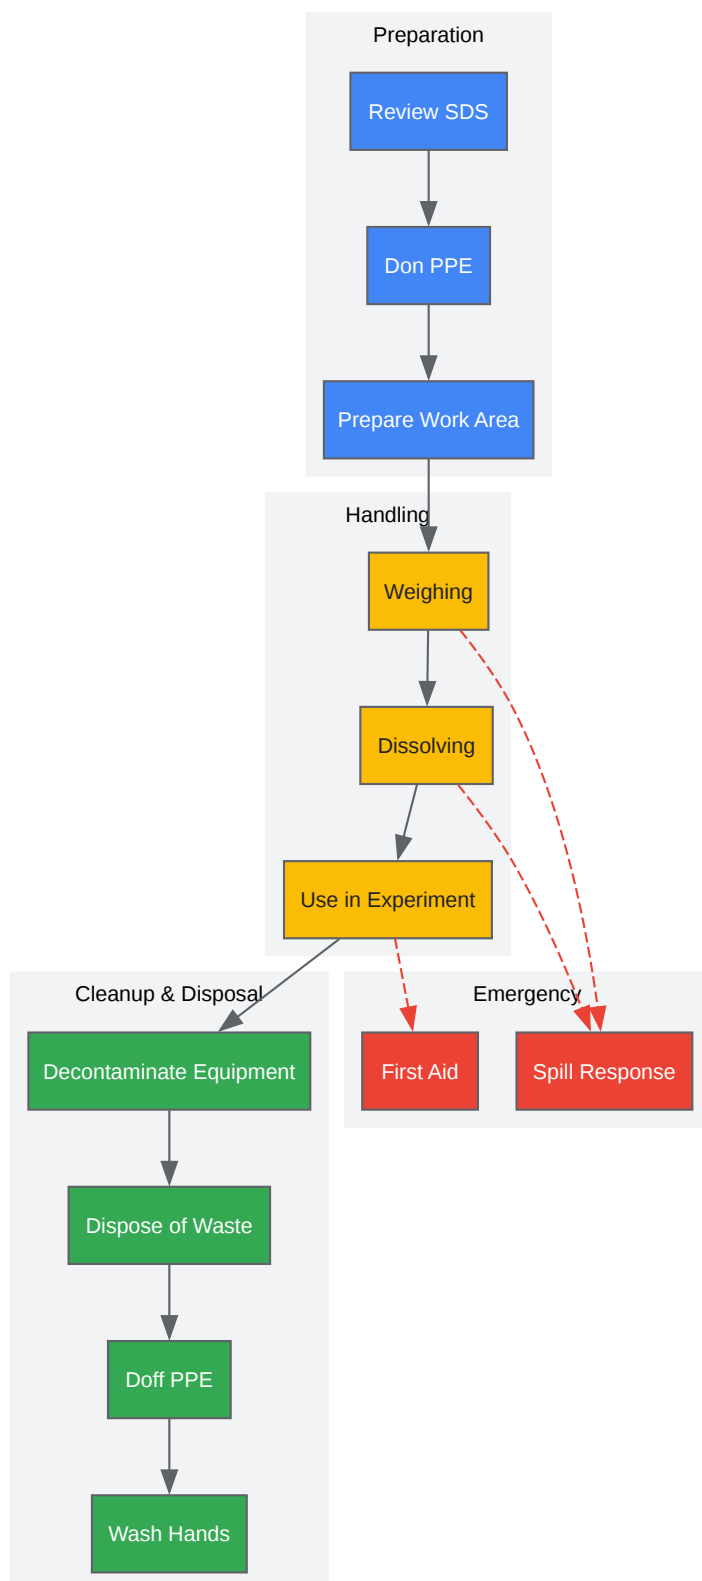 Preparation
Review SDS
Don PPE
Prepare Work Area
Handling
Weighing
Dissolving
Use in Experiment
Cleanup & Disposal
Decontaminate Equipment
Dispose of Waste
Doff PPE
Wash Hands
Emergency
First Aid
Spill Response